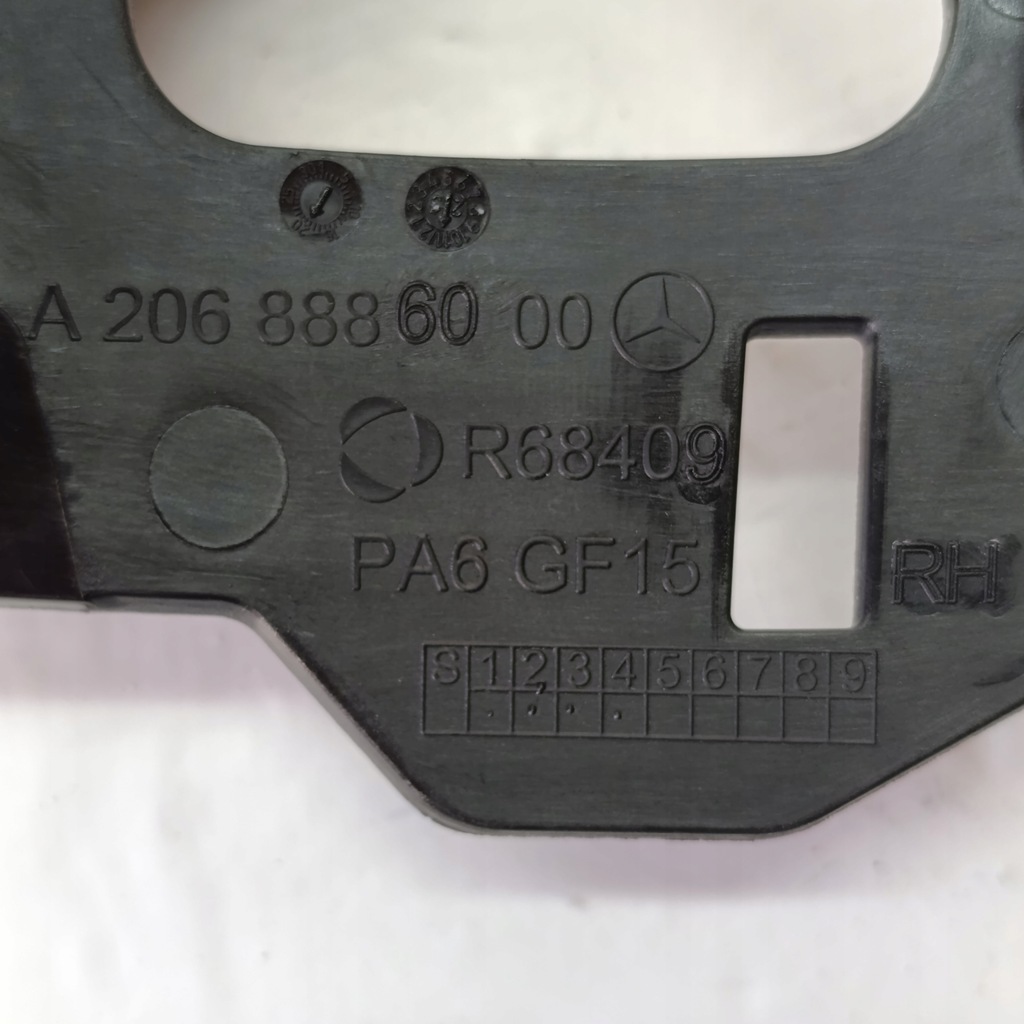 A 206 888 60 00
R68409
PA6 GF15
RH
S 1 2 3 4 5 6 7 8 9